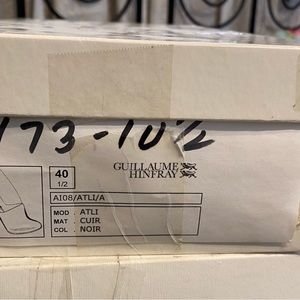 173-10½
40
1/2
GUILLAUME
HINFRAY
AI08/ATLI/A
MOD . ATLI
MAT . CUIR
COL . NOIR